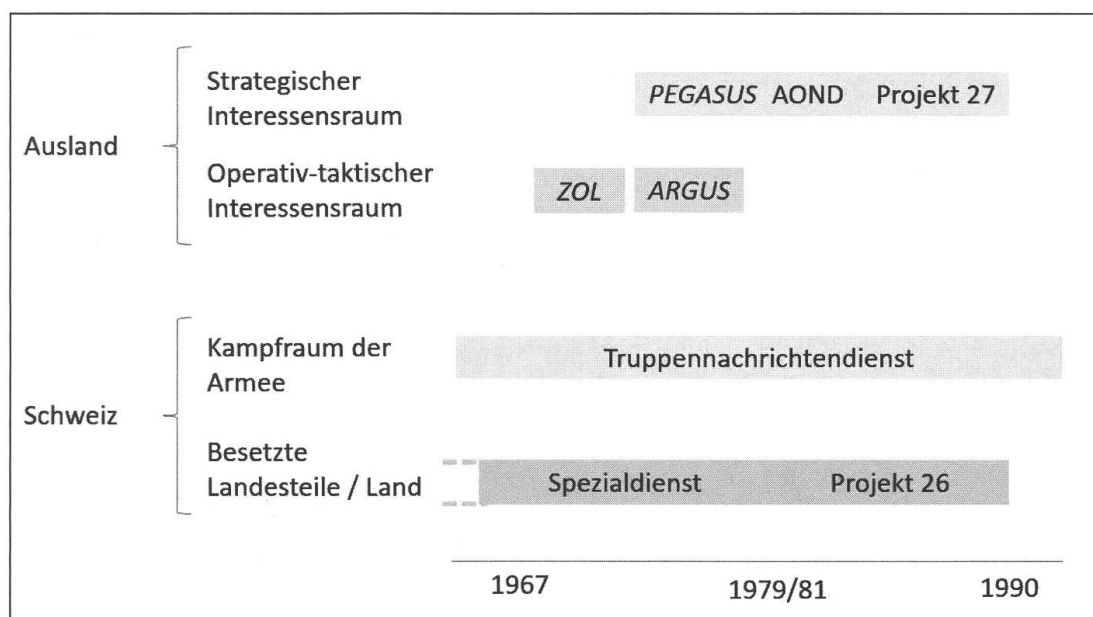 Ausland
Strategischer
Interessensraum
PEGASUS AOND Projekt 27
Operativ-taktischer
Interessensraum
ZOL ARGUS
Schweiz
Kampfraum der
Armee
Truppennachrichtendienst
Besetzte
Landesteile / Land
Spezialdienst Projekt 26
1967 1979/81 1990